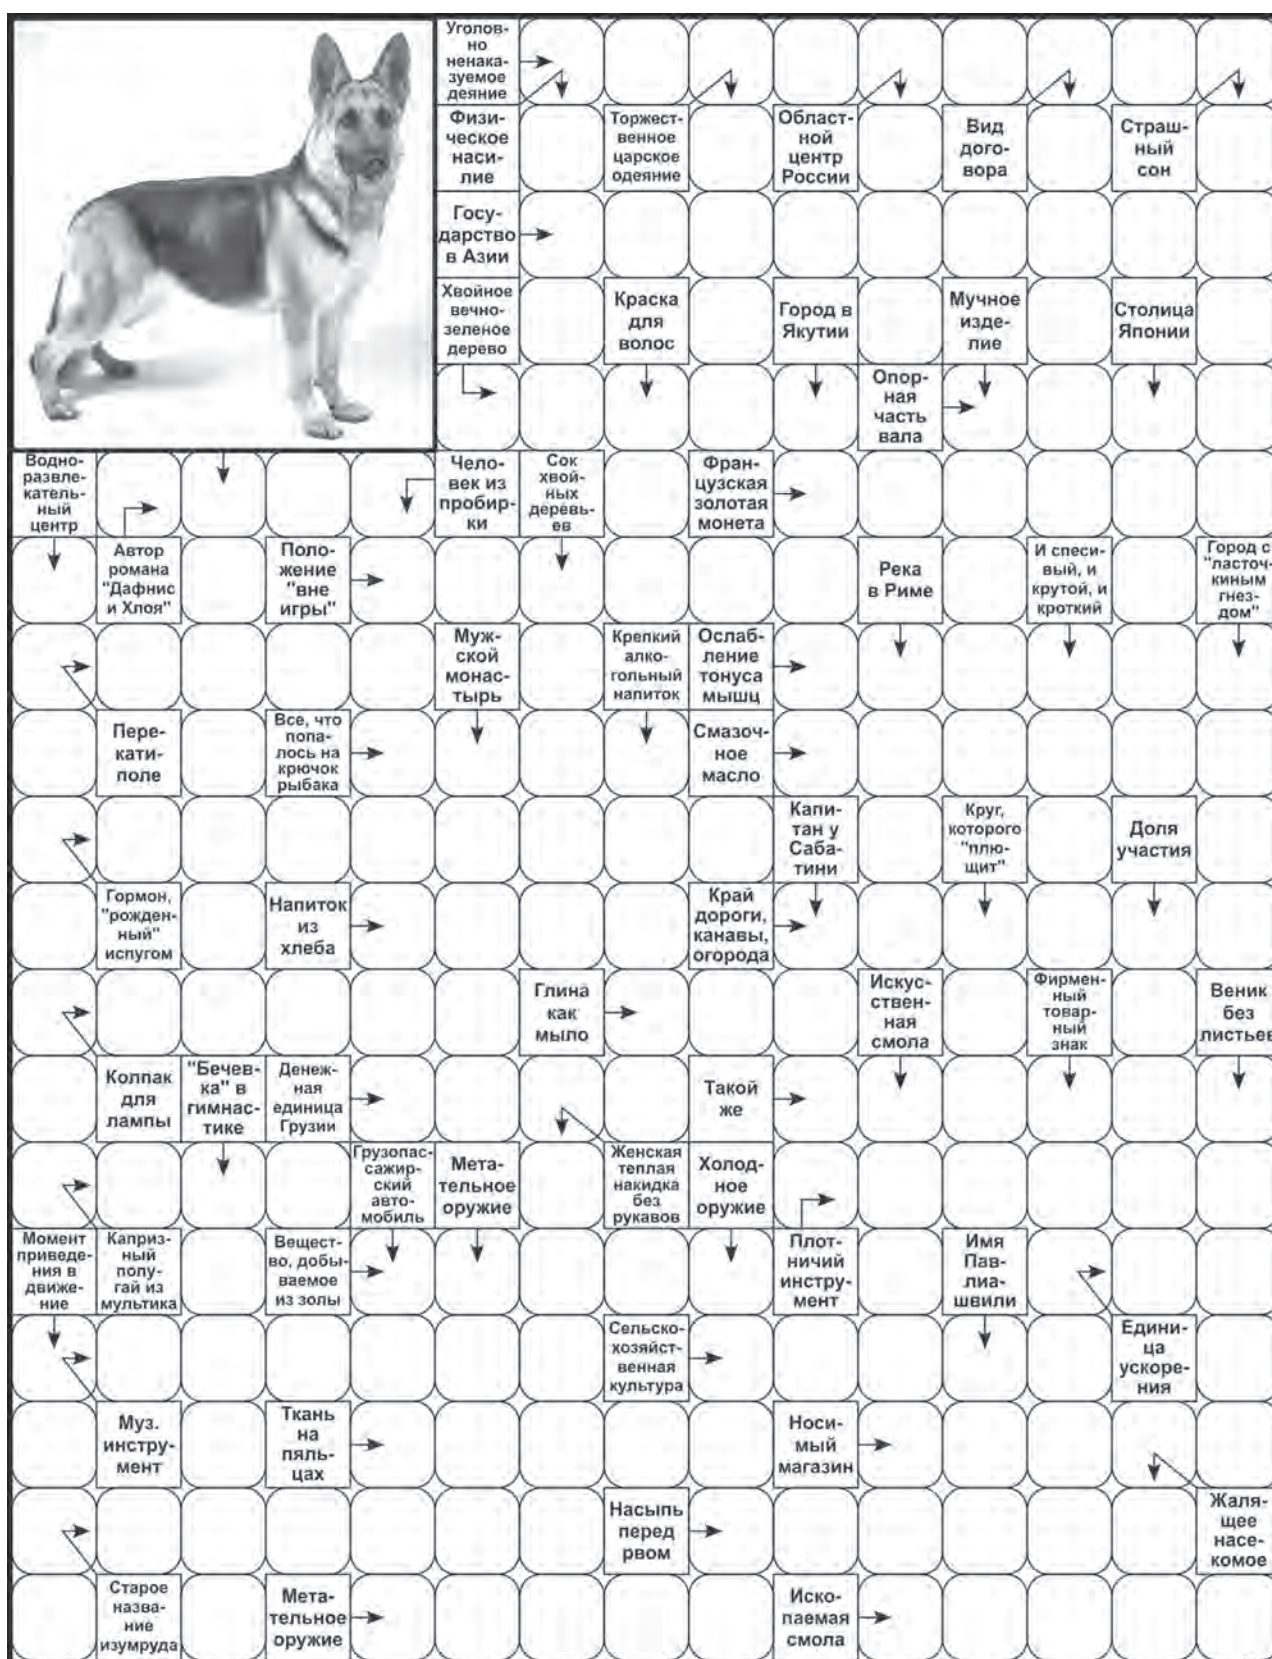 Уголов-
но
ненака-
зуемое
деяние
Физи-
ческое
наси-
лие
Торжест-
венное
царское
одеяние
Област-
ной
центр
России
Вид
дого-
вора
Страш-
ный
сон
Госу-
дарство
в Азии
Хвойное
вечно-
зеленое
дерево
Краска
для
волос
Город в
Якутии
Мучное
изде-
лие
Столица
Японии
Опор-
ная
часть
вала
Водно-
развле-
катель-
ный
центр
Чело-
век из
пробир-
ки
Сок
хвой-
ных
деревь-
ев
Фран-
цузская
золотая
монета
Автор
романа
"Дафнис
и Хлоя"
Поло-
жение
"вне
игры"
Река
в Риме
И спеси-
вый, и
крутой, и
кроткий
Город с
"ласточ-
киным
гнез-
дом"
Муж-
ской
монас-
тырь
Крепкий
алко-
гольный
напиток
Ослаб-
ление
тонуса
мышц
Пере-
кати-
поле
Все, что
попа-
лось на
крючок
рыбака
Смазоч-
ное
масло
Капи-
тан у
Саба-
тини
Круг,
которого
"плю-
щит"
Доля
участия
Гормон,
"рожден-
ный"
испугом
Напиток
из
хлеба
Край
дороги,
канавы,
огорода
Глина
как
мыло
Искус-
ствен-
ная
смола
Фирмен-
ный
товар-
ный
знак
Веник
без
листьев
Колпак
для
лампы
"Бечев-
ка" в
гимнас-
тике
Денеж-
ная
единица
Грузии
Такой
же
Грузопас-
сажир-
ский
авто-
мобиль
Мета-
тельное
оружие
Женская
теплая
накидка
без
рукавов
Холод-
ное
оружие
Момент
приведе-
ния в
движе-
ние
Каприз-
ный
попу-
гай из
мультика
Вещест-
во, добы-
ваемое
из золы
Плот-
ничий
инстру-
мент
Имя
Пав-
лиа-
швили
Сельско-
хозяйст-
венная
культура
Едини-
ца
ускоре-
ния
Муз.
инстру-
мент
Ткань
на
пяль-
цах
Носи-
мый
магазин
Насыпь
перед
рвом
Жаля-
щее
насе-
комое
Старое
назва-
ние
изумруда
Мета-
тельное
оружие
Иско-
паемая
смола